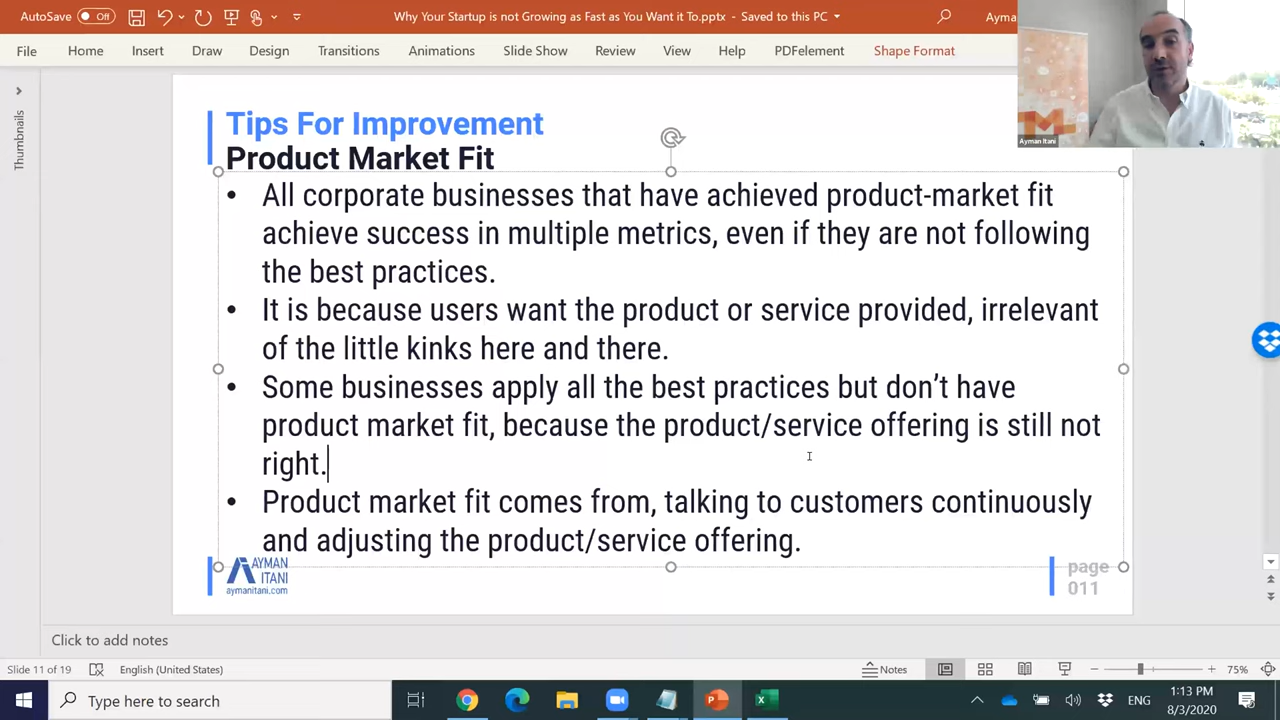 AutoSave Off
Why Your Startup is not Growing as Fast as You Want it To.pptx - Saved to this PC
Ayma
File Home Insert Draw Design Transitions Animations Slide Show Review View Help PDFelement Shape Format
Ayman Itani
Thumbnails
Tips For Improvement
Product Market Fit
• All corporate businesses that have achieved product-market fit
achieve success in multiple metrics, even if they are not following
the best practices.
• It is because users want the product or service provided, irrelevant
of the little kinks here and there.
• Some businesses apply all the best practices but don’t have
product market fit, because the product/service offering is still not
right.
• Product market fit comes from, talking to customers continuously
and adjusting the product/service offering.
AYMAN
ITANI
aymanitani.com
page
011
Click to add notes
Slide 11 of 19 English (United States) Notes 75%
Type here to search
ENG
1:13 PM
8/3/2020